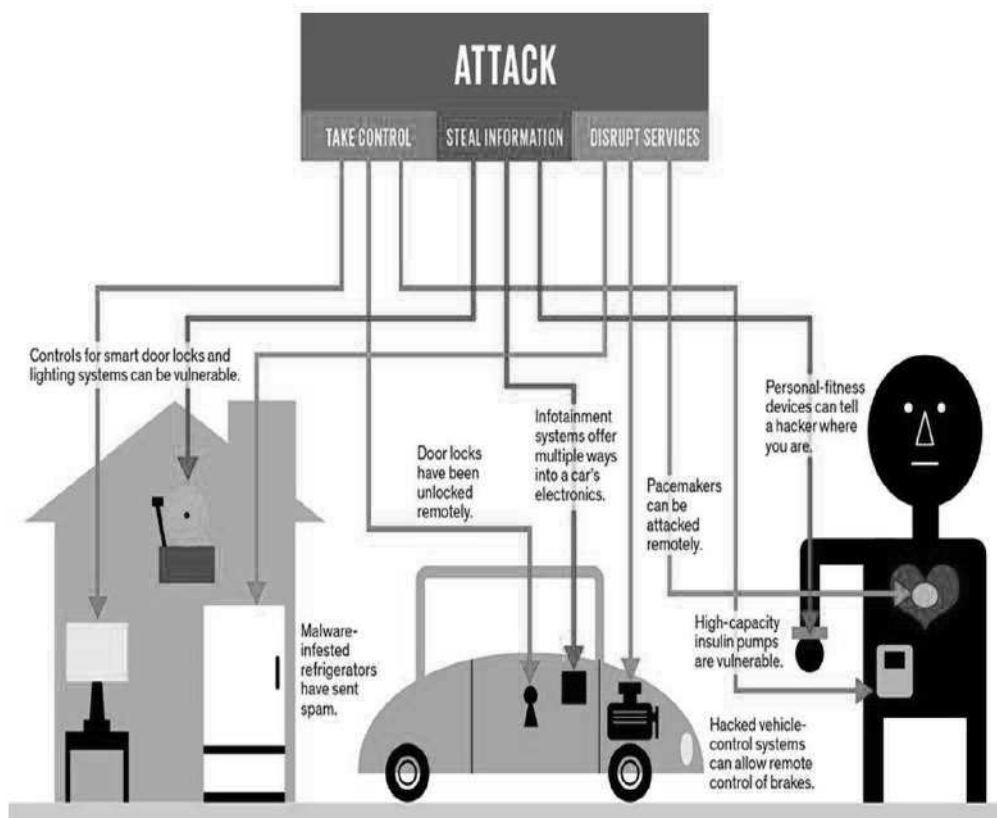 ATTACK
TAKE CONTROL
STEAL INFORMATION
DISRUPT SERVICES
Controls for smart door locks and
lighting systems can be vulnerable.
Door locks
have been
unlocked
remotely.
Infotainment
systems offer
multiple ways
into a car's
electronics.
Pacemakers
can be
attacked
remotely.
Personal-fitness
devices can tell
a hacker where
you are.
Malware-
infested
refrigerators
have sent
spam.
High-capacity
insulin pumps
are vulnerable.
Hacked vehicle-
control systems
can allow remote
control of brakes.